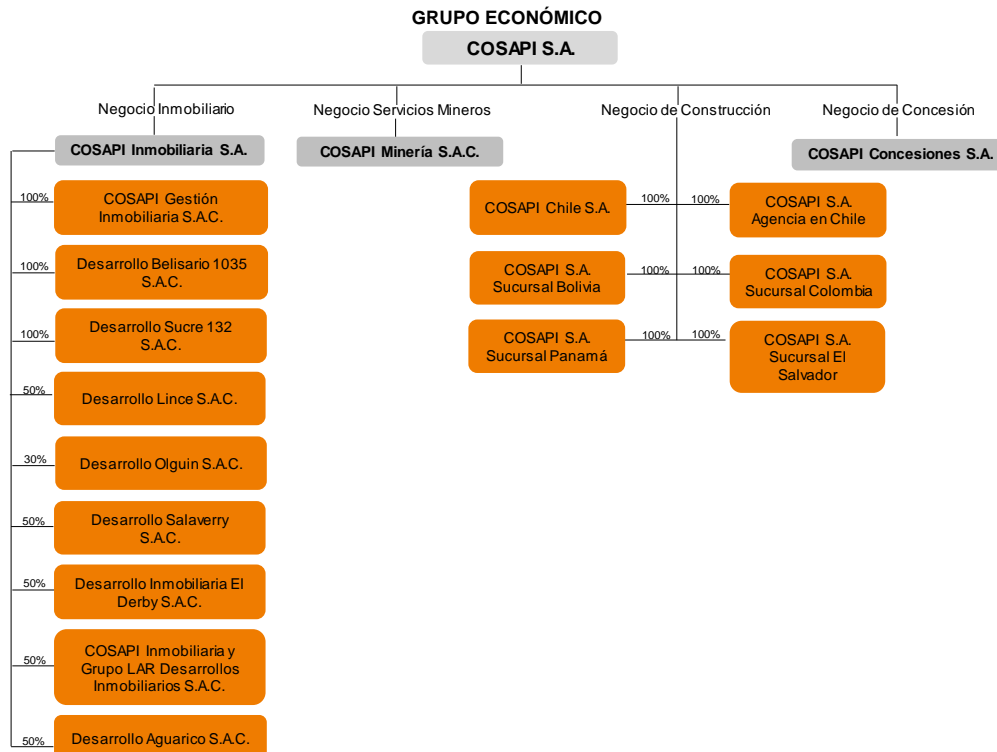 GRUPO ECONÓMICO
COSAPI S.A.
Negocio Inmobiliario
Negocio Servicios Mineros
Negocio de Construcción
Negocio de Concesión
COSAPI Inmobiliaria S.A.
COSAPI Minería S.A.C.
COSAPI Concesiones S.A.
100%
COSAPI Gestión
Inmobiliaria S.A.C.
100%
Desarrollo Belisario 1035
S.A.C.
100%
Desarrollo Sucre 132
S.A.C.
50%
Desarrollo Lince S.A.C.
30%
Desarrollo Olguin S.A.C.
50%
Desarrollo Salaverry
S.A.C.
50%
Desarrollo Inmobiliaria El
Derby S.A.C.
50%
COSAPI Inmobiliaria y
Grupo LAR Desarrollos
Inmobiliarios S.A.C.
50%
Desarrollo Aguarico S.A.C.
COSAPI Chile S.A.
100%
100%
COSAPI S.A.
Agencia en Chile
COSAPI S.A.
Sucursal Bolivia
100%
100%
COSAPI S.A.
Sucursal Colombia
COSAPI S.A.
Sucursal Panamá
100%
100%
COSAPI S.A.
Sucursal El
Salvador